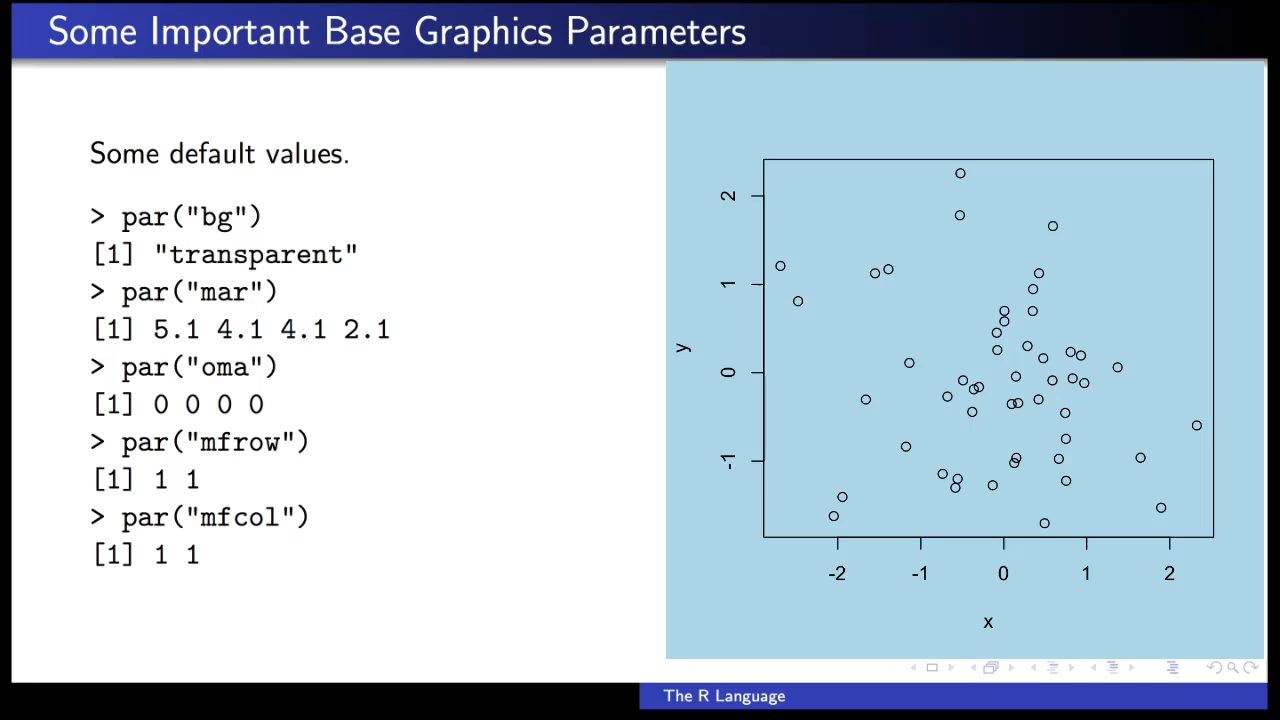 Some Important Base Graphics Parameters
Some default values.
> par("bg")
[1] "transparent"
> par("mar")
[1] 5.1 4.1 4.1 2.1
> par("oma")
[1] 0 0 0 0
> par("mfrow")
[1] 1 1
> par("mfcol")
[1] 1 1
2
1
0
-1
y
-2 -1 0 1 2
x
The R Language